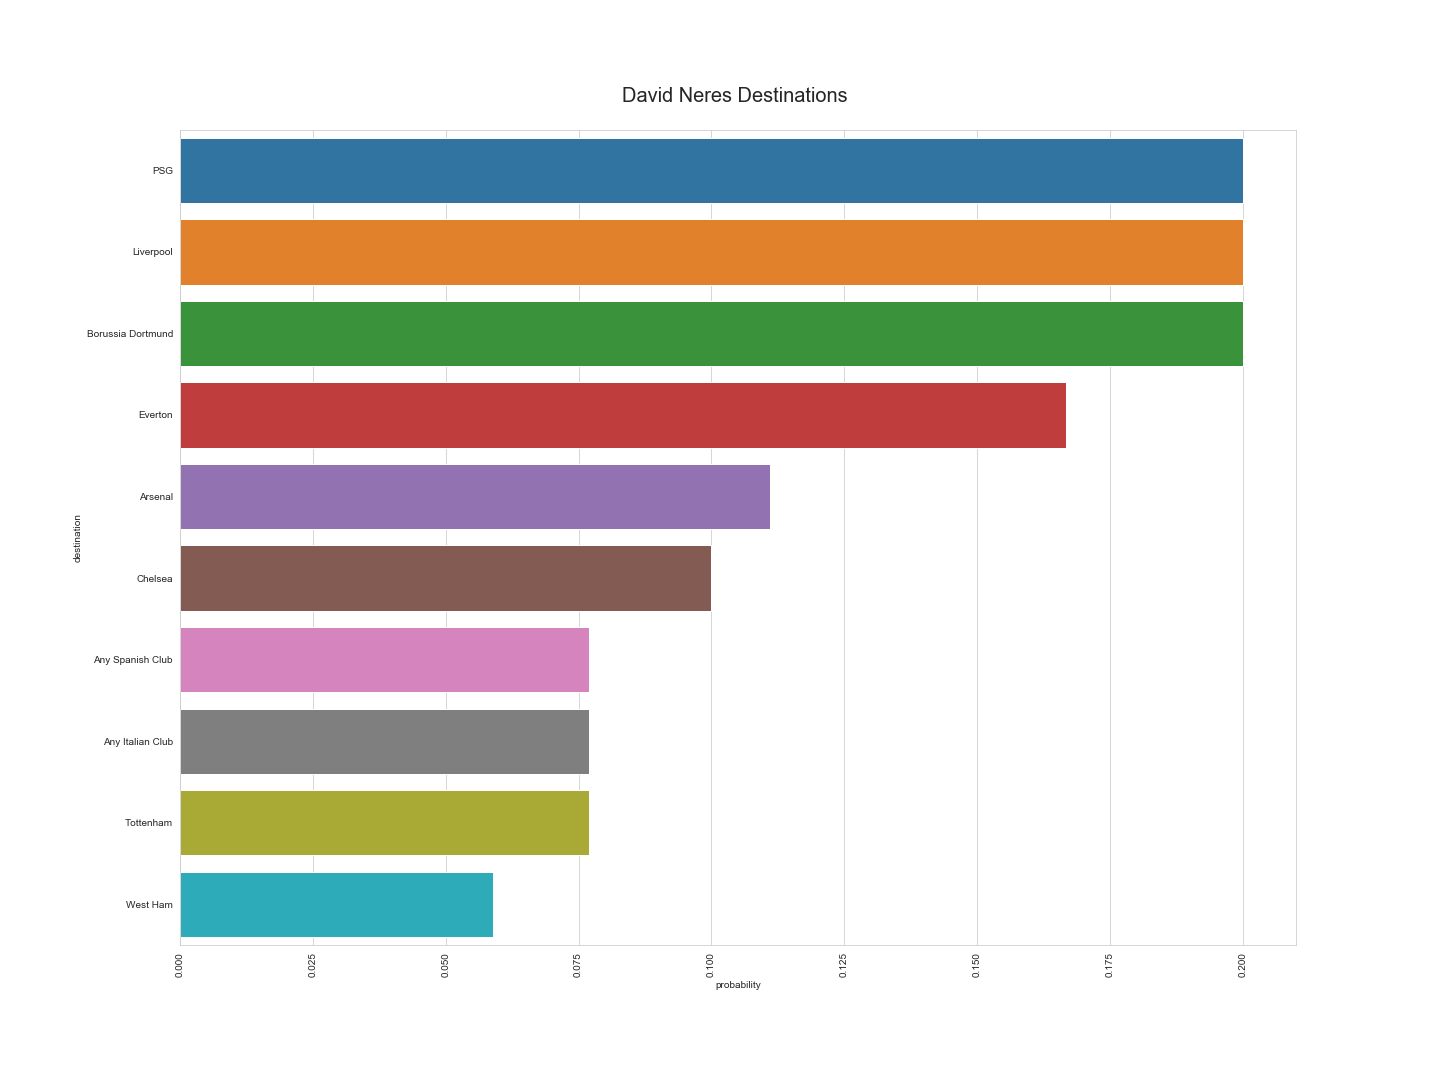 David Neres Destinations
PSG
Liverpool
Borussia Dortmund
Everton
Arsenal
Chelsea
Any Spanish Club
Any Italian Club
Tottenham
West Ham
destination
0.000
0.025
0.050
0.075
0.100
0.125
0.150
0.175
0.200
probability